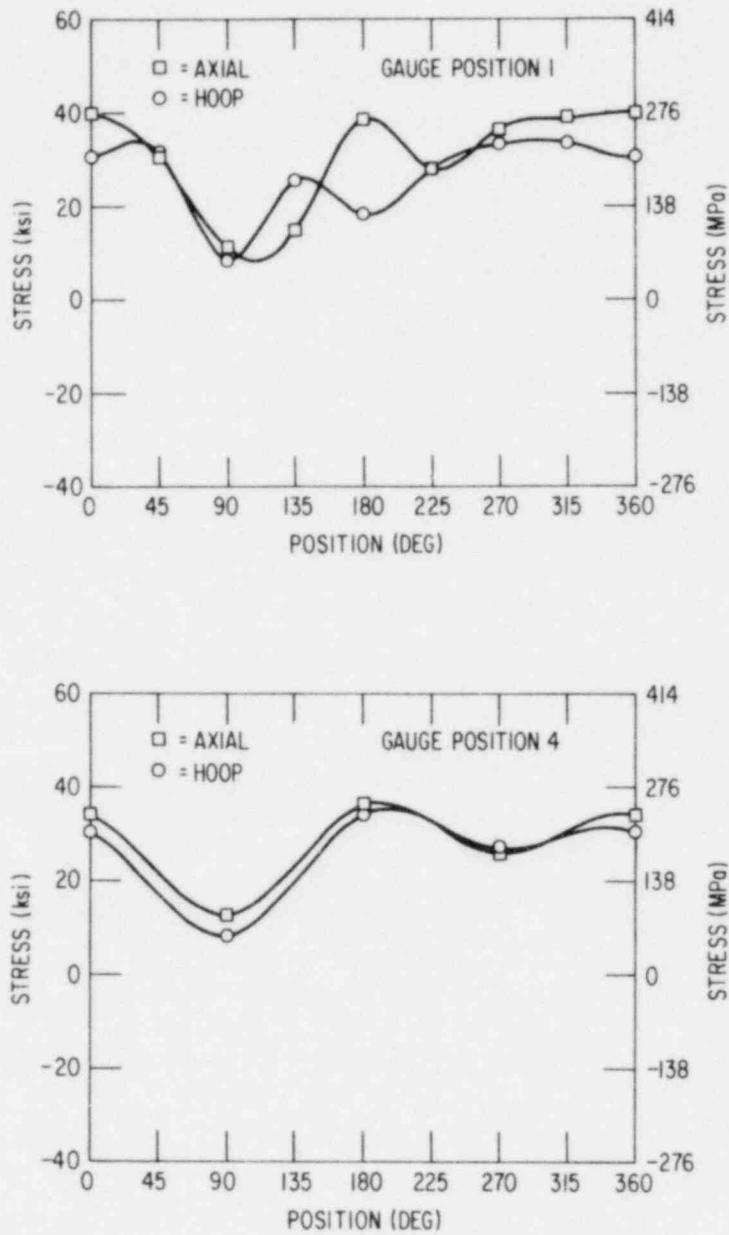 60
414
□ = AXIAL
GAUGE POSITION 1
○ = HOOP
40
276
20
138
STRESS (ksi)
STRESS (MPa)
0
0
-20
-138
-40
-276
0 45 90 135 180 225 270 315 360
POSITION (DEG)
60
414
□ = AXIAL
GAUGE POSITION 4
○ = HOOP
40
276
20
138
STRESS (ksi)
STRESS (MPa)
0
0
-20
-138
-40
-276
0 45 90 135 180 225 270 315 360
POSITION (DEG)